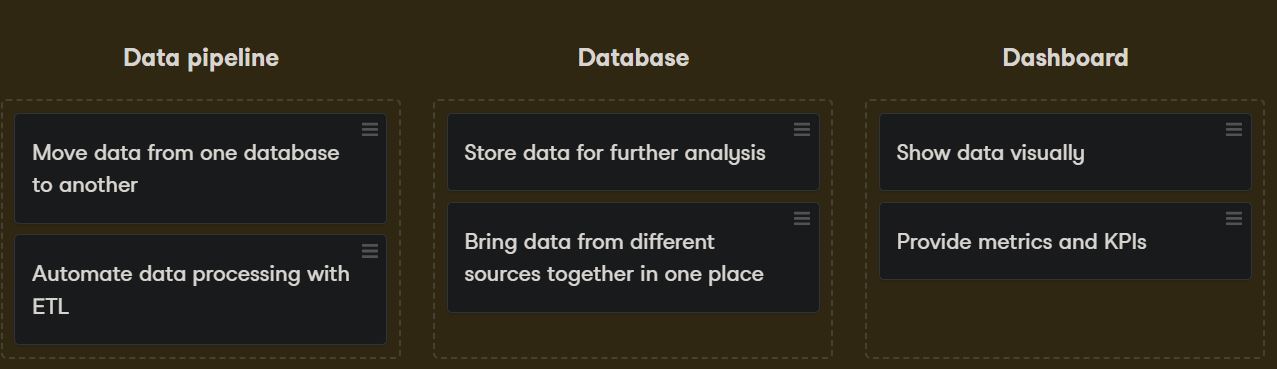 Data pipeline
Move data from one database
to another
Automate data processing with
ETL
Database
Store data for further analysis
Bring data from different
sources together in one place
Dashboard
Show data visually
Provide metrics and KPIs